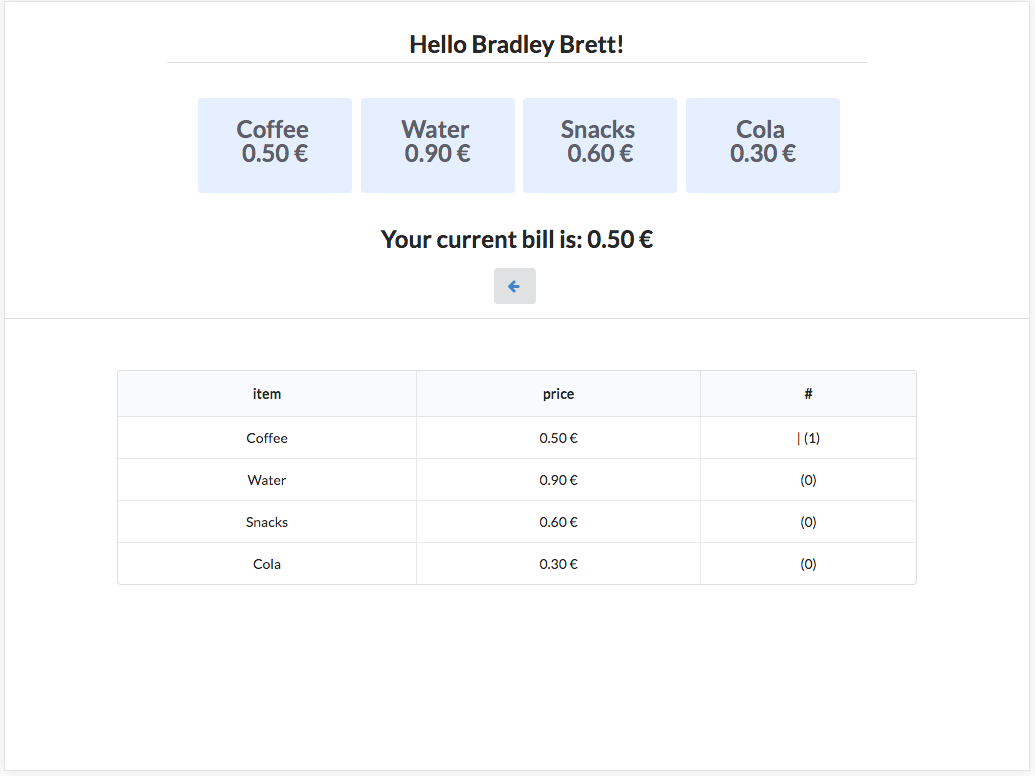 Hello Bradley Brett!
Coffee Water Snacks Cola
0.50 € 0.90 € 0.60 € 0.30 €
Your current bill is: 0.50 €
item price #
Coffee 0.50 € | (1)
Water 0.90 € (0)
Snacks 0.60 € (0)
Cola 0.30 € (0)